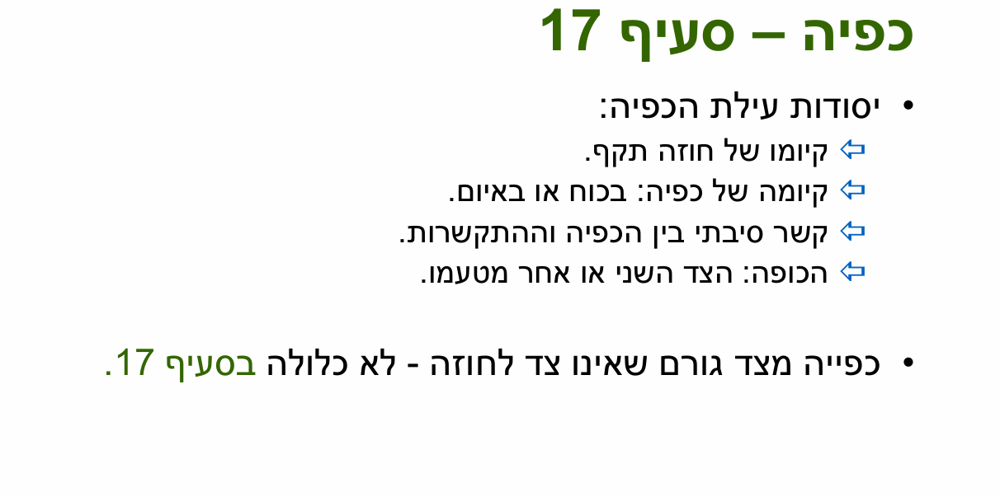 כפיה – סעיף 17
• יסודות עילת הכפיה:
⇦ קיומו של חוזה תקף.
⇦ קיומה של כפיה: בכוח או באיום.
⇦ קשר סיבתי בין הכפיה וההתקשרות.
⇦ הכופה: הצד השני או אחר מטעמו.
• כפייה מצד גורם שאינו צד לחוזה - לא כלולה בסעיף 17.